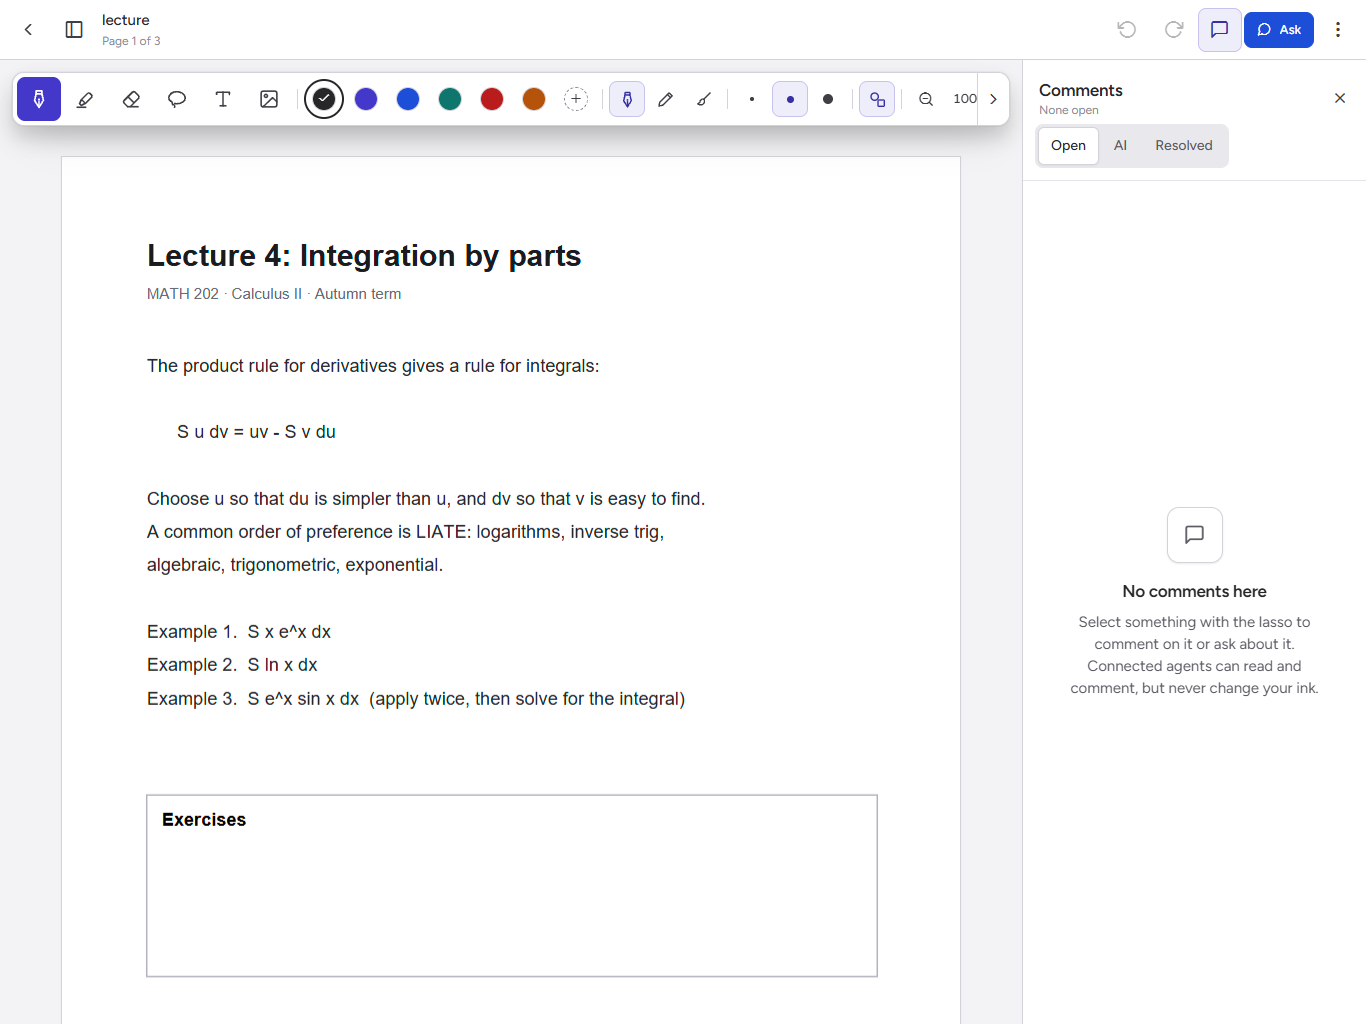 lecture
Page 1 of 3
Ask
100
Comments
None open
Open AI Resolved
Lecture 4: Integration by parts
MATH 202 · Calculus II · Autumn term
The product rule for derivatives gives a rule for integrals:
S u dv = uv - S v du
Choose u so that du is simpler than u, and dv so that v is easy to find.
A common order of preference is LIATE: logarithms, inverse trig,
algebraic, trigonometric, exponential.
Example 1.  S x e^x dx
Example 2.  S ln x dx
Example 3.  S e^x sin x dx  (apply twice, then solve for the integral)
Exercises
No comments here
Select something with the lasso to
comment on it or ask about it.
Connected agents can read and
comment, but never change your ink.